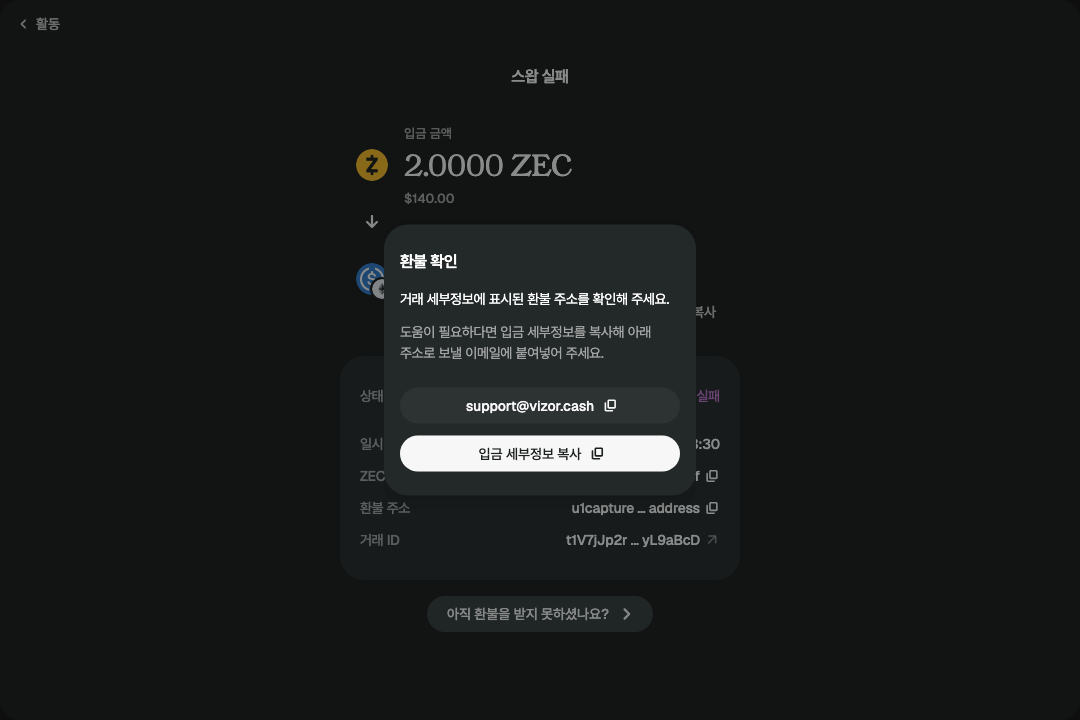 활동
스왑 실패
입금 금액
2.0000 ZEC
$140.00
환불 확인
거래 세부정보에 표시된 환불 주소를 확인해 주세요.
도움이 필요하다면 입금 세부정보를 복사해 아래
주소로 보낼 이메일에 붙여넣어 주세요.
support@vizor.cash
입금 세부정보 복사
복사
상태 실패
일시 :30
ZEC f
환불 주소 u1capture ... address
거래 ID t1V7jJp2r ... yL9aBcD
아직 환불을 받지 못하셨나요?